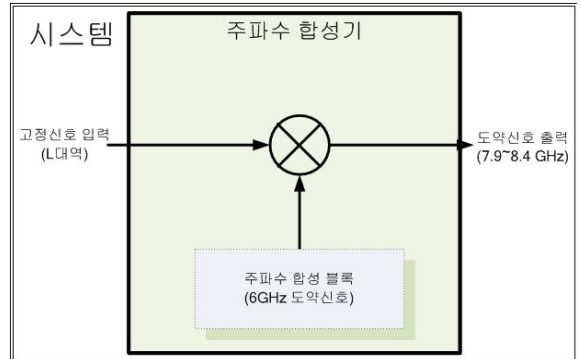 시스템
주파수 합성기
고정신호 입력
(L대역)
도약신호 출력
(7.9~8.4 GHz)
주파수 합성 블록
(6GHz 도약신호)